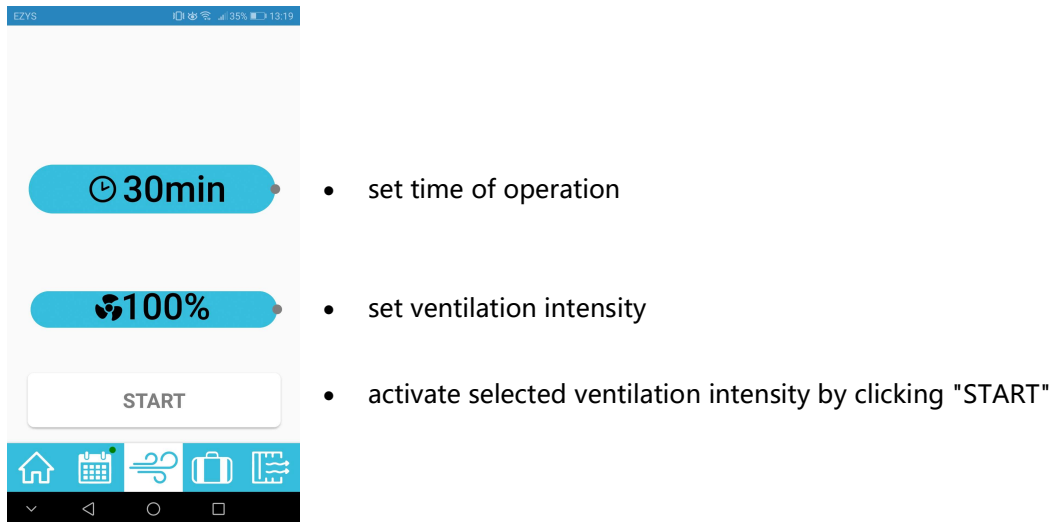 EZYS 35% 13:19
30min
• set time of operation
100%
• set ventilation intensity
START
• activate selected ventilation intensity by clicking "START"